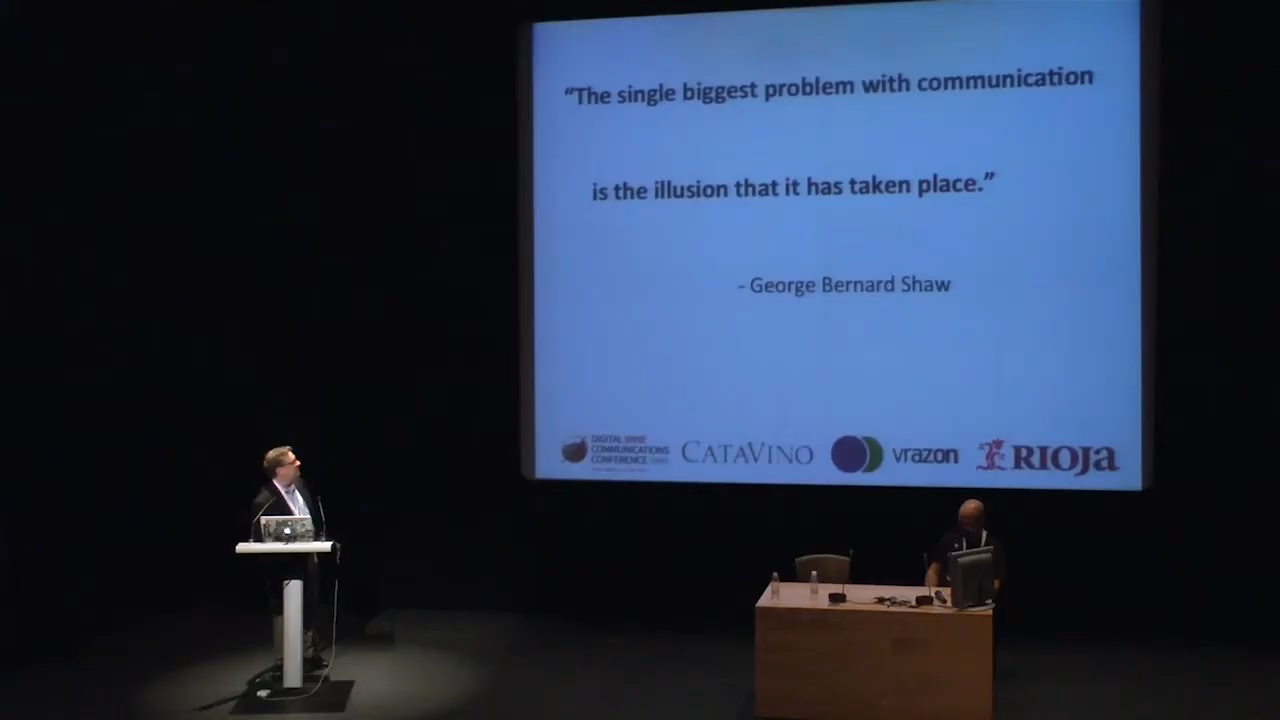 “The single biggest problem with communication
is the illusion that it has taken place.”
- George Bernard Shaw
DIGITAL WINE
COMMUNICATIONS
CONFERENCE
CATAVINO
vrazon
RIOJA